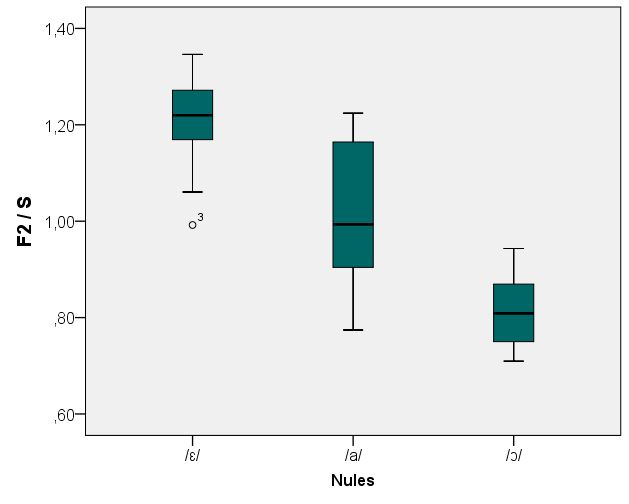 1,40
1,20
1,00
,80
,60
F2 / S
3
/ɛ/ /a/ /ɔ/
Nules